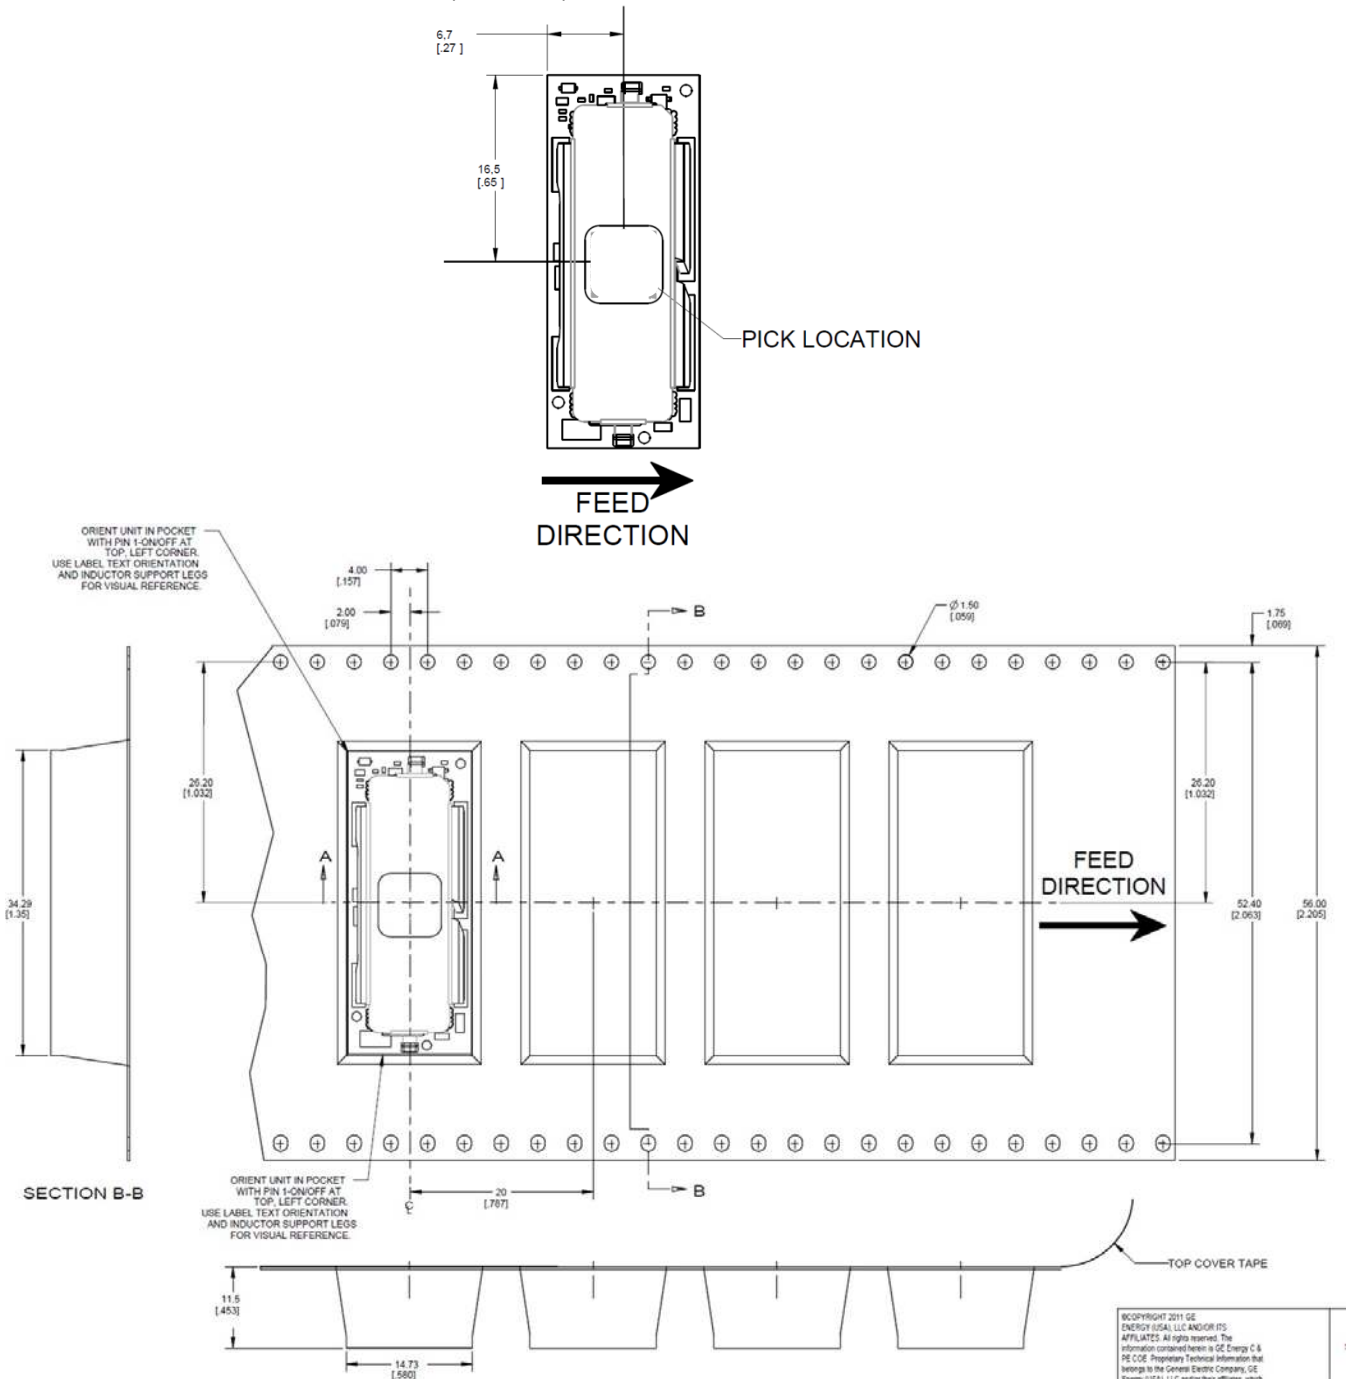 6,7
[.27 ]
16,5
[.65 ]
PICK LOCATION
FEED
DIRECTION
ORIENT UNIT IN POCKET
WITH PIN 1-ON/OFF AT
TOP, LEFT CORNER.
USE LABEL TEXT ORIENTATION
AND INDUCTOR SUPPORT LEGS
FOR VISUAL REFERENCE.
4.00
[.157]
2.00
[.079]
B
Ø 1.50
[.059]
1.75
[.069]
26.20
[1.032]
26.20
[1.032]
A
A
FEED
DIRECTION
34.29
[1.35]
52.40
[2.063]
56.00
[2.205]
SECTION B-B
ORIENT UNIT IN POCKET
WITH PIN 1-ON/OFF AT
TOP, LEFT CORNER.
USE LABEL TEXT ORIENTATION
AND INDUCTOR SUPPORT LEGS
FOR VISUAL REFERENCE.
20
[.787]
B
TOP COVER TAPE
11.5
[.453]
14.73
[.580]
©COPYRIGHT 2011 GE
ENERGY (USA), LLC AND/OR ITS
AFFILIATES. All rights reserved. The
information contained herein is GE Energy C &
PE COE Proprietary Technical Information that
belongs to the General Electric Company, GE